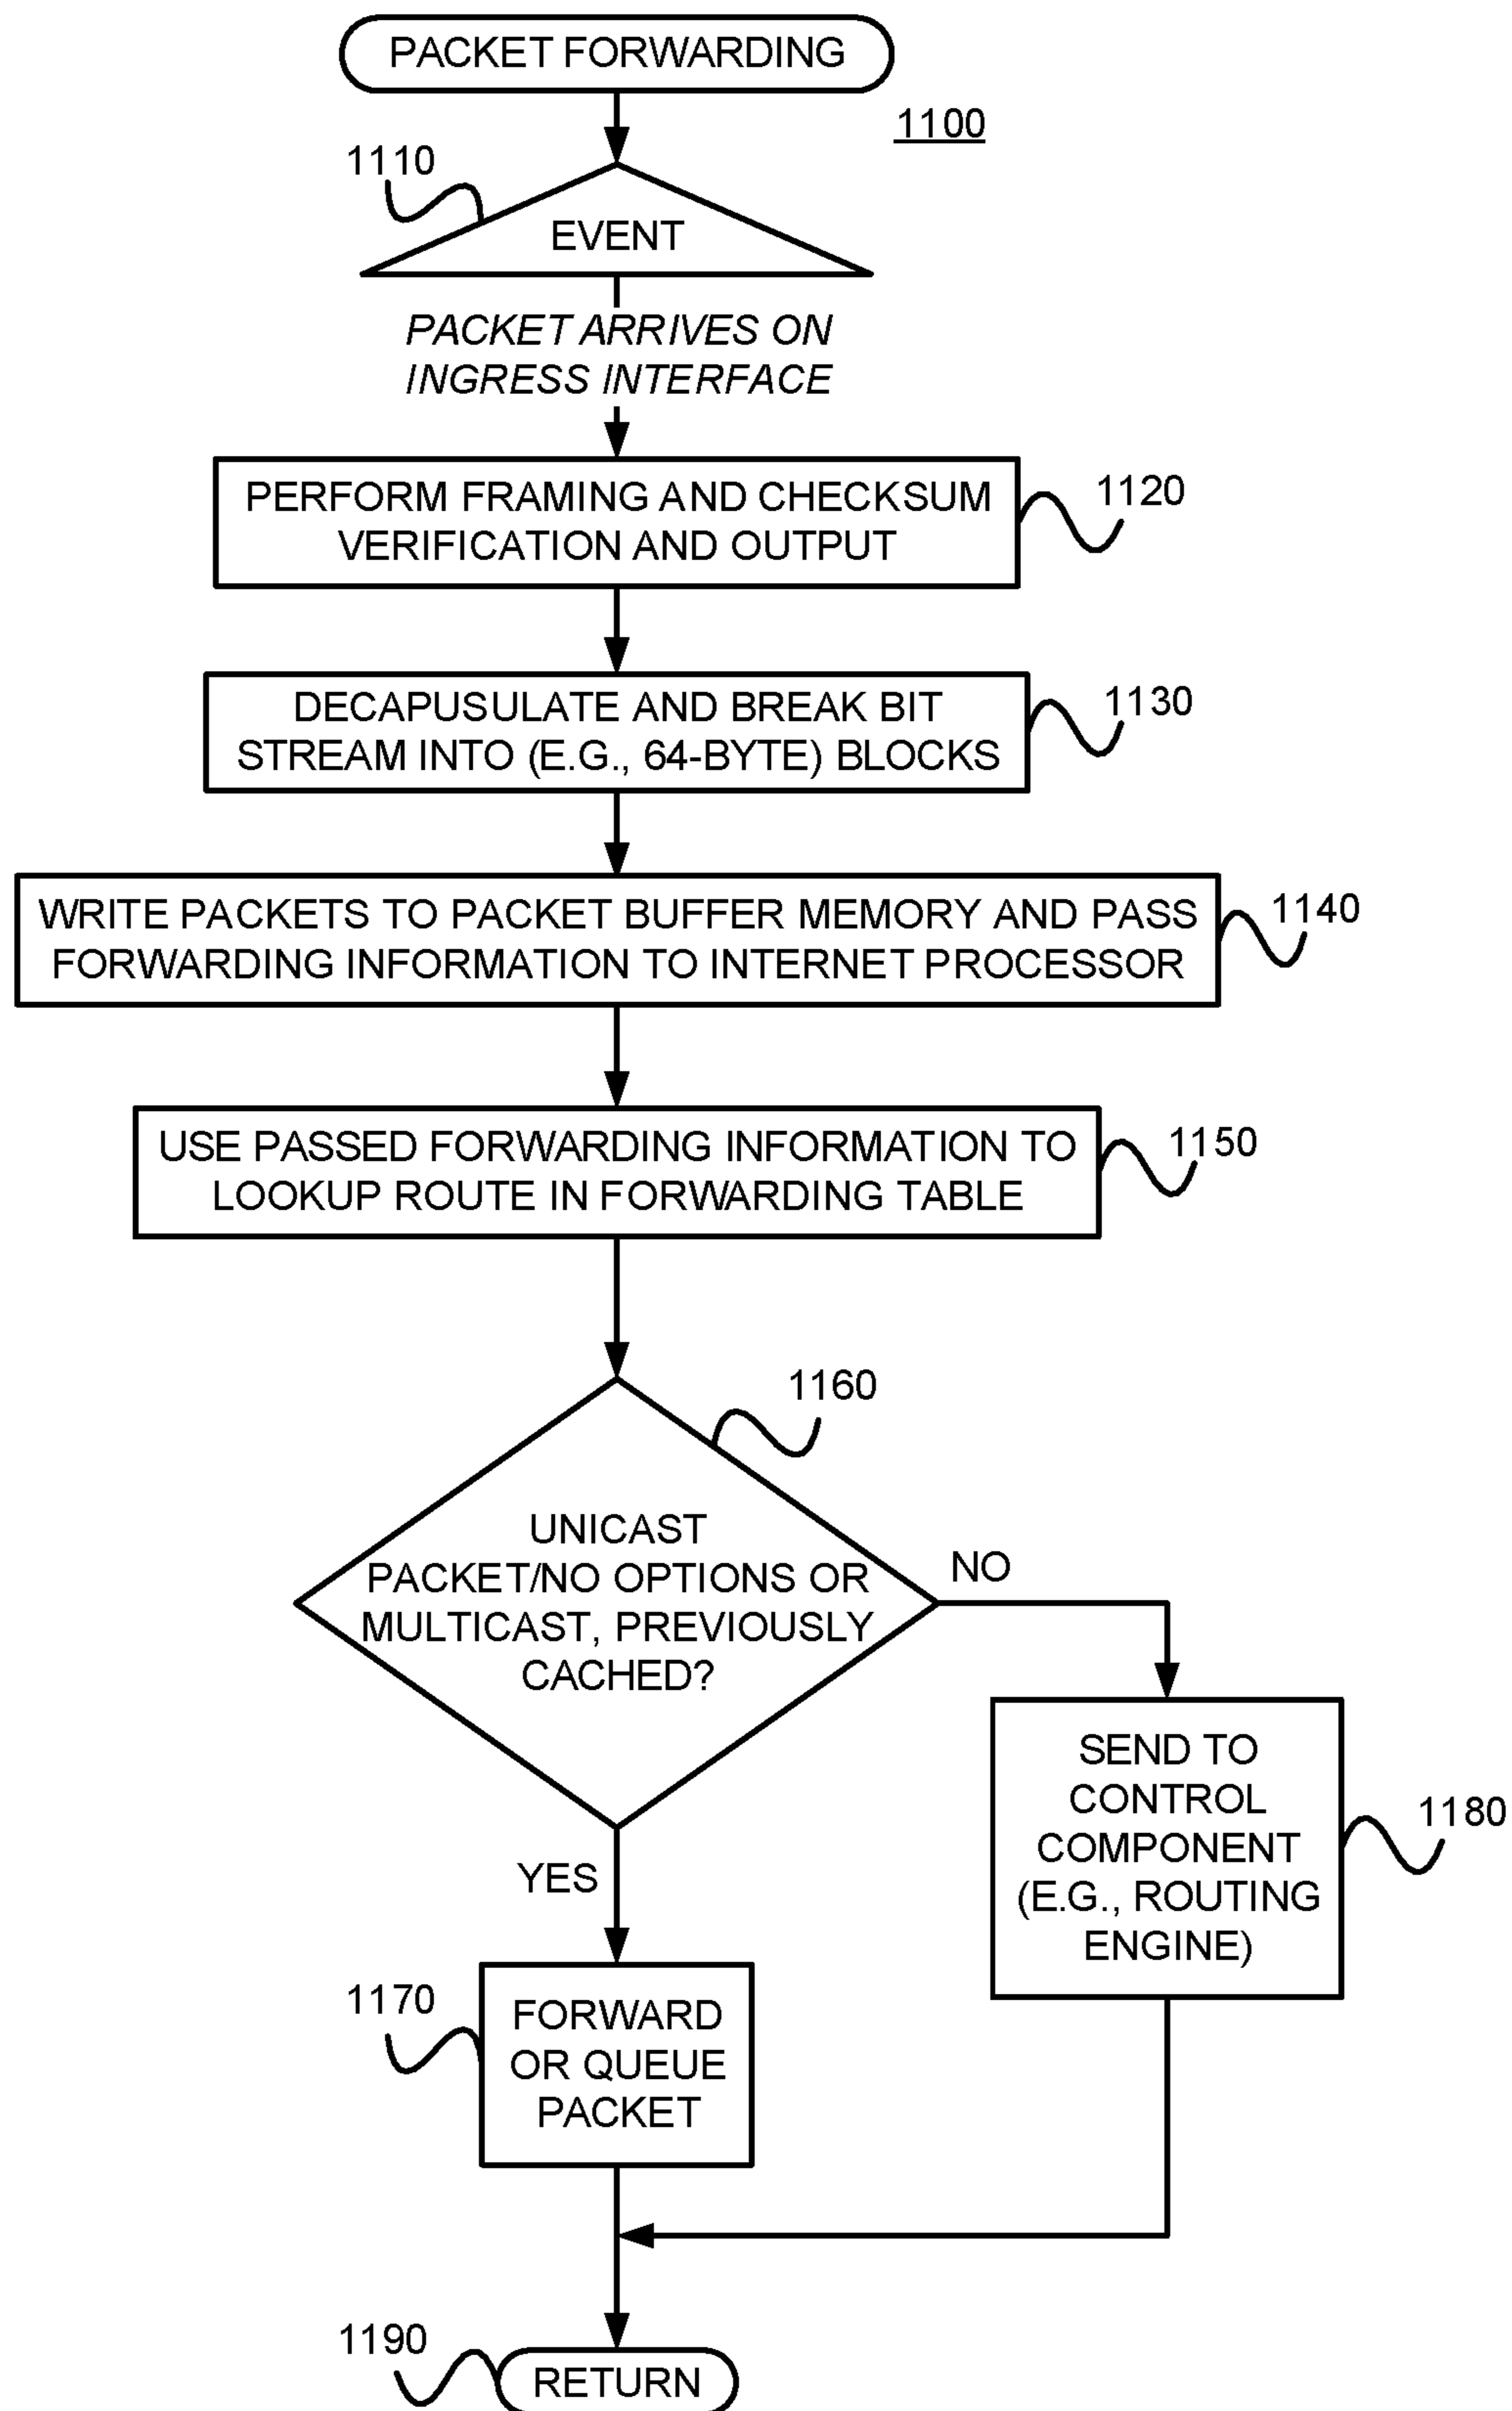 PACKET FORWARDING
1100
1110
EVENT
PACKET ARRIVES ON
INGRESS INTERFACE
PERFORM FRAMING AND CHECKSUM
VERIFICATION AND OUTPUT
1120
DECAPUSULATE AND BREAK BIT
STREAM INTO (E.G., 64-BYTE) BLOCKS
1130
WRITE PACKETS TO PACKET BUFFER MEMORY AND PASS
FORWARDING INFORMATION TO INTERNET PROCESSOR
1140
USE PASSED FORWARDING INFORMATION TO
LOOKUP ROUTE IN FORWARDING TABLE
1150
1160
UNICAST
PACKET/NO OPTIONS OR
MULTICAST, PREVIOUSLY
CACHED?
NO
SEND TO
CONTROL
COMPONENT
(E.G., ROUTING
ENGINE)
1180
YES
1170
FORWARD
OR QUEUE
PACKET
1190
RETURN